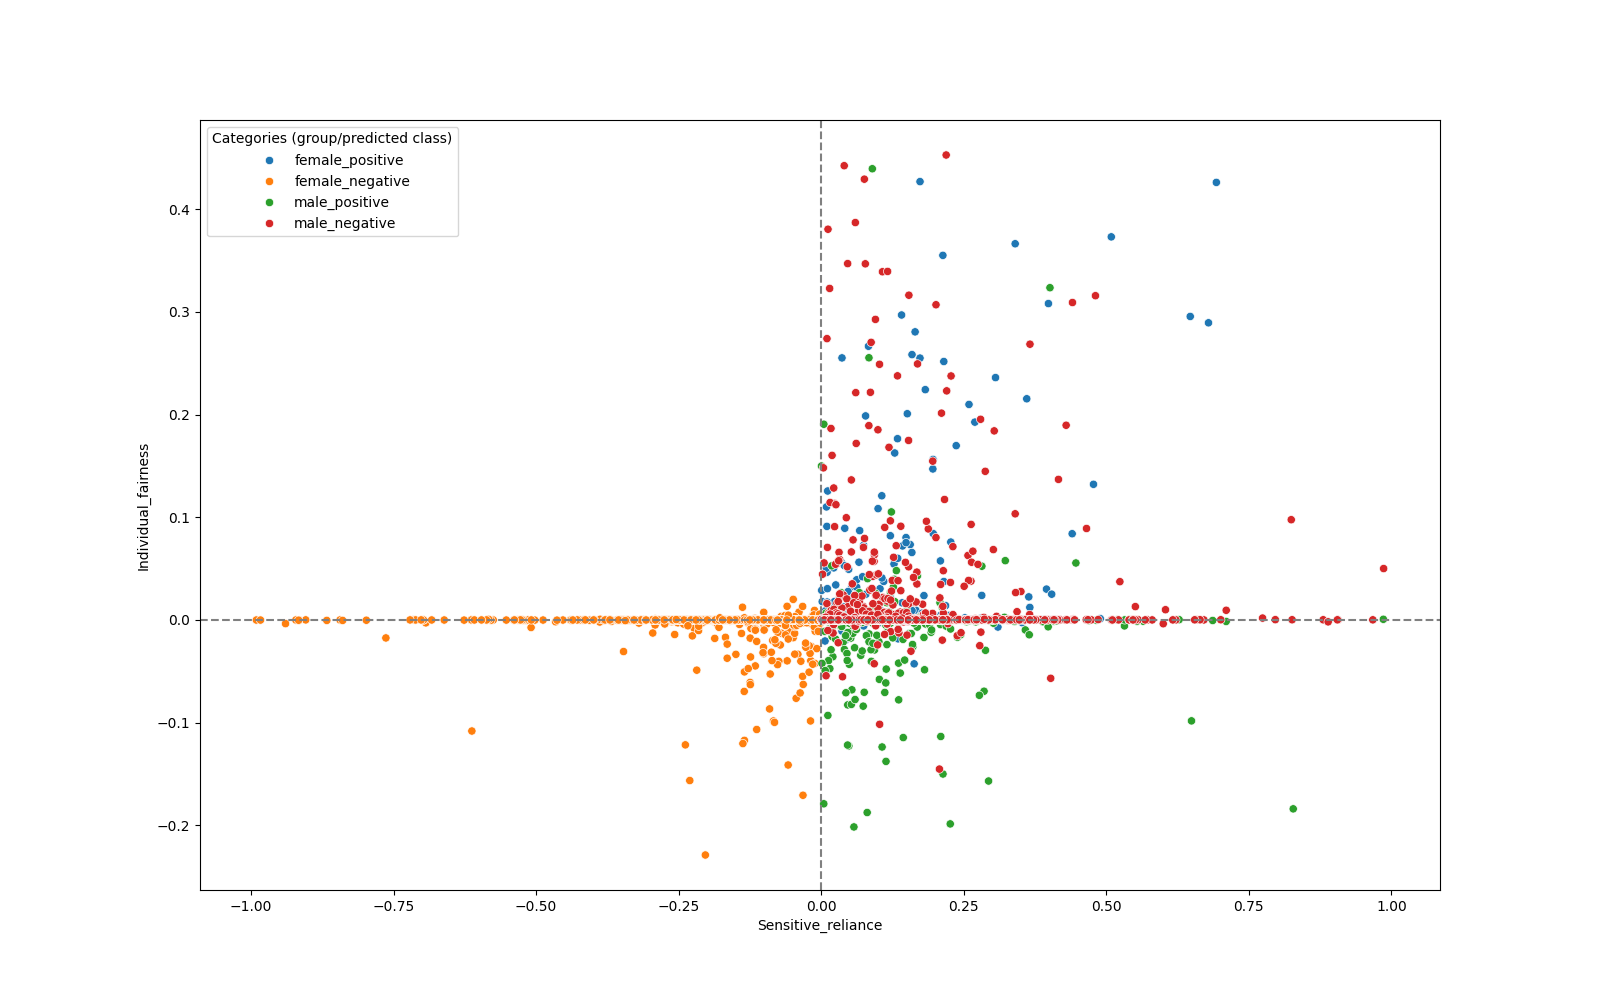 Categories (group/predicted class)
female_positive
female_negative
male_positive
male_negative
Individual_fairness
0.4
0.3
0.2
0.1
0.0
−0.1
−0.2
−1.00 −0.75 −0.50 −0.25 0.00 0.25 0.50 0.75 1.00
Sensitive_reliance